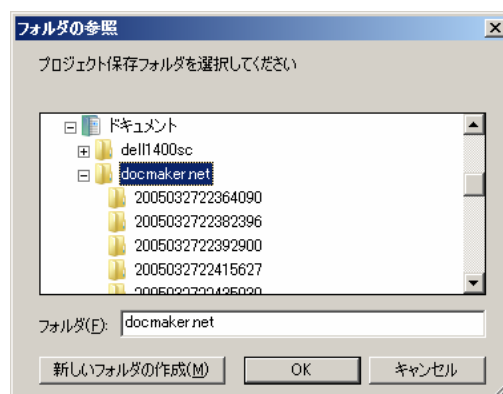 フォルダの参照
プロジェクト保存フォルダを選択してください
ドキュメント
dell1400sc
docmaker.net
2005032722364090
2005032722382396
2005032722392900
2005032722415627
フォルダ(F): docmaker.net
新しいフォルダの作成(M) OK キャンセル